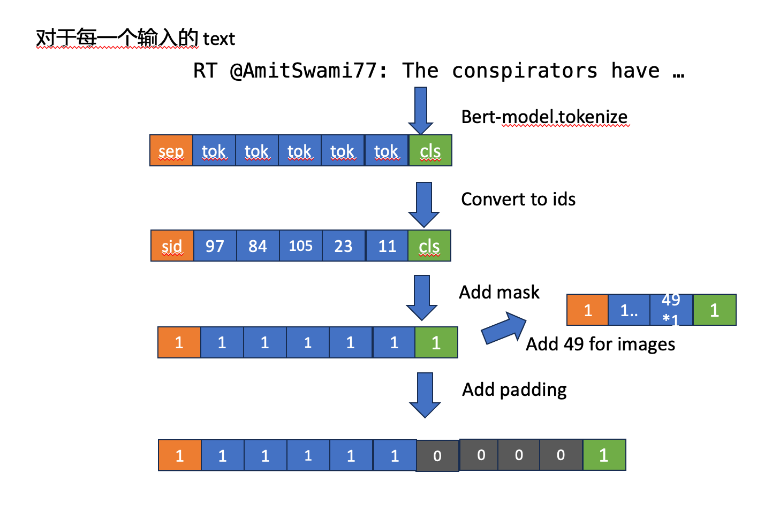 对于每一个输入的 text
RT @AmitSwami77: The conspirators have …
Bert-model.tokenize
sep tok tok tok tok tok cls
Convert to ids
sid 97 84 105 23 11 cls
Add mask
1 1.. 49 *1 1
1 1 1 1 1 1 1
Add 49 for images
Add padding
1 1 1 1 1 1 0 0 0 0 1